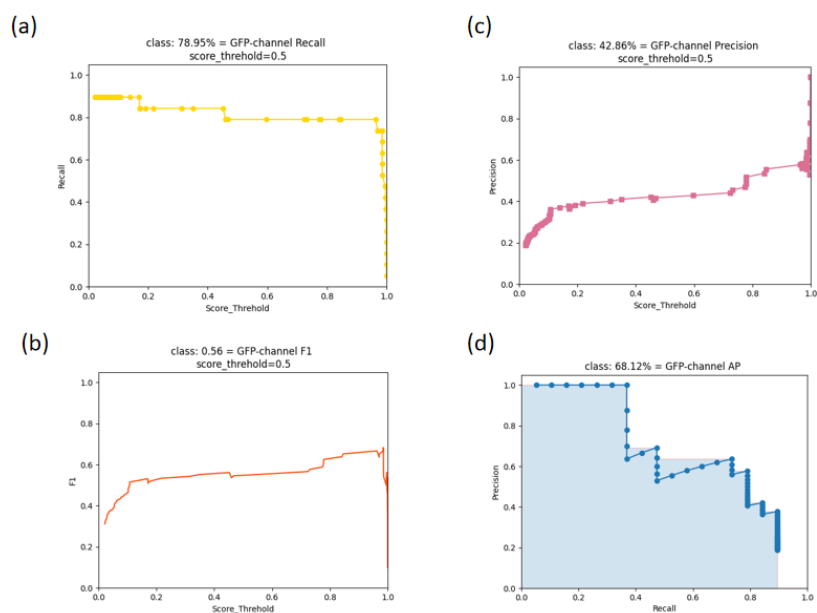 (a)
class: 78.95% = GFP-channel Recall
score_threhold=0.5
1.0
0.8
0.6
0.4
0.2
0.0
Recall
0.0 0.2 0.4 0.6 0.8 1.0
Score_Threhold
(c)
class: 42.86% = GFP-channel Precision
score_threhold=0.5
1.0
0.8
0.6
0.4
0.2
0.0
Precision
0.0 0.2 0.4 0.6 0.8 1.0
Score_Threhold
(b)
class: 0.56 = GFP-channel F1
score_threhold=0.5
1.0
0.8
0.6
0.4
0.2
0.0
F1
0.0 0.2 0.4 0.6 0.8 1.0
Score_Threhold
(d)
class: 68.12% = GFP-channel AP
1.0
0.8
0.6
0.4
0.2
0.0
Precision
0.0 0.2 0.4 0.6 0.8 1.0
Recall